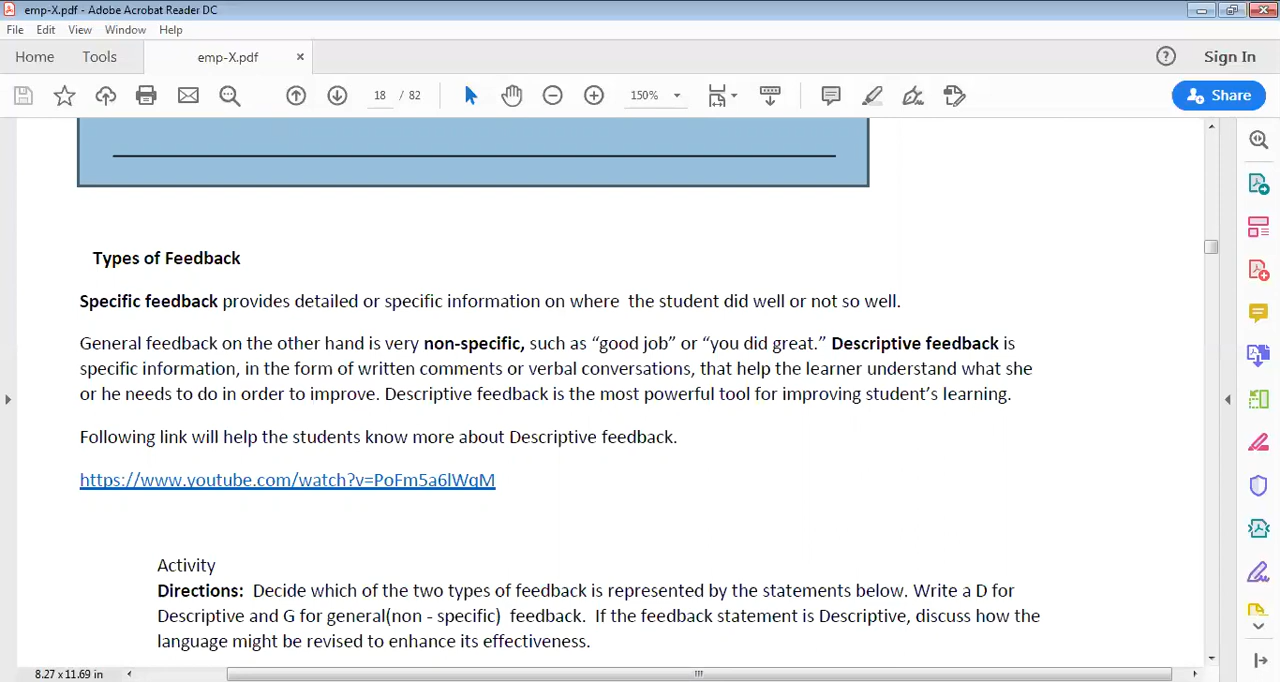 emp-X.pdf - Adobe Acrobat Reader DC
File Edit View Window Help
Home Tools emp-X.pdf × Sign In
18 / 82 150% Share
Types of Feedback
Specific feedback provides detailed or specific information on where the student did well or not so well.
General feedback on the other hand is very non-specific, such as “good job” or “you did great.” Descriptive feedback is
specific information, in the form of written comments or verbal conversations, that help the learner understand what she
or he needs to do in order to improve. Descriptive feedback is the most powerful tool for improving student’s learning.
Following link will help the students know more about Descriptive feedback.
https://www.youtube.com/watch?v=PoFm5a6lWqM
Activity
Directions: Decide which of the two types of feedback is represented by the statements below. Write a D for
Descriptive and G for general(non - specific) feedback. If the feedback statement is Descriptive, discuss how the
language might be revised to enhance its effectiveness.
8.27 x 11.69 in